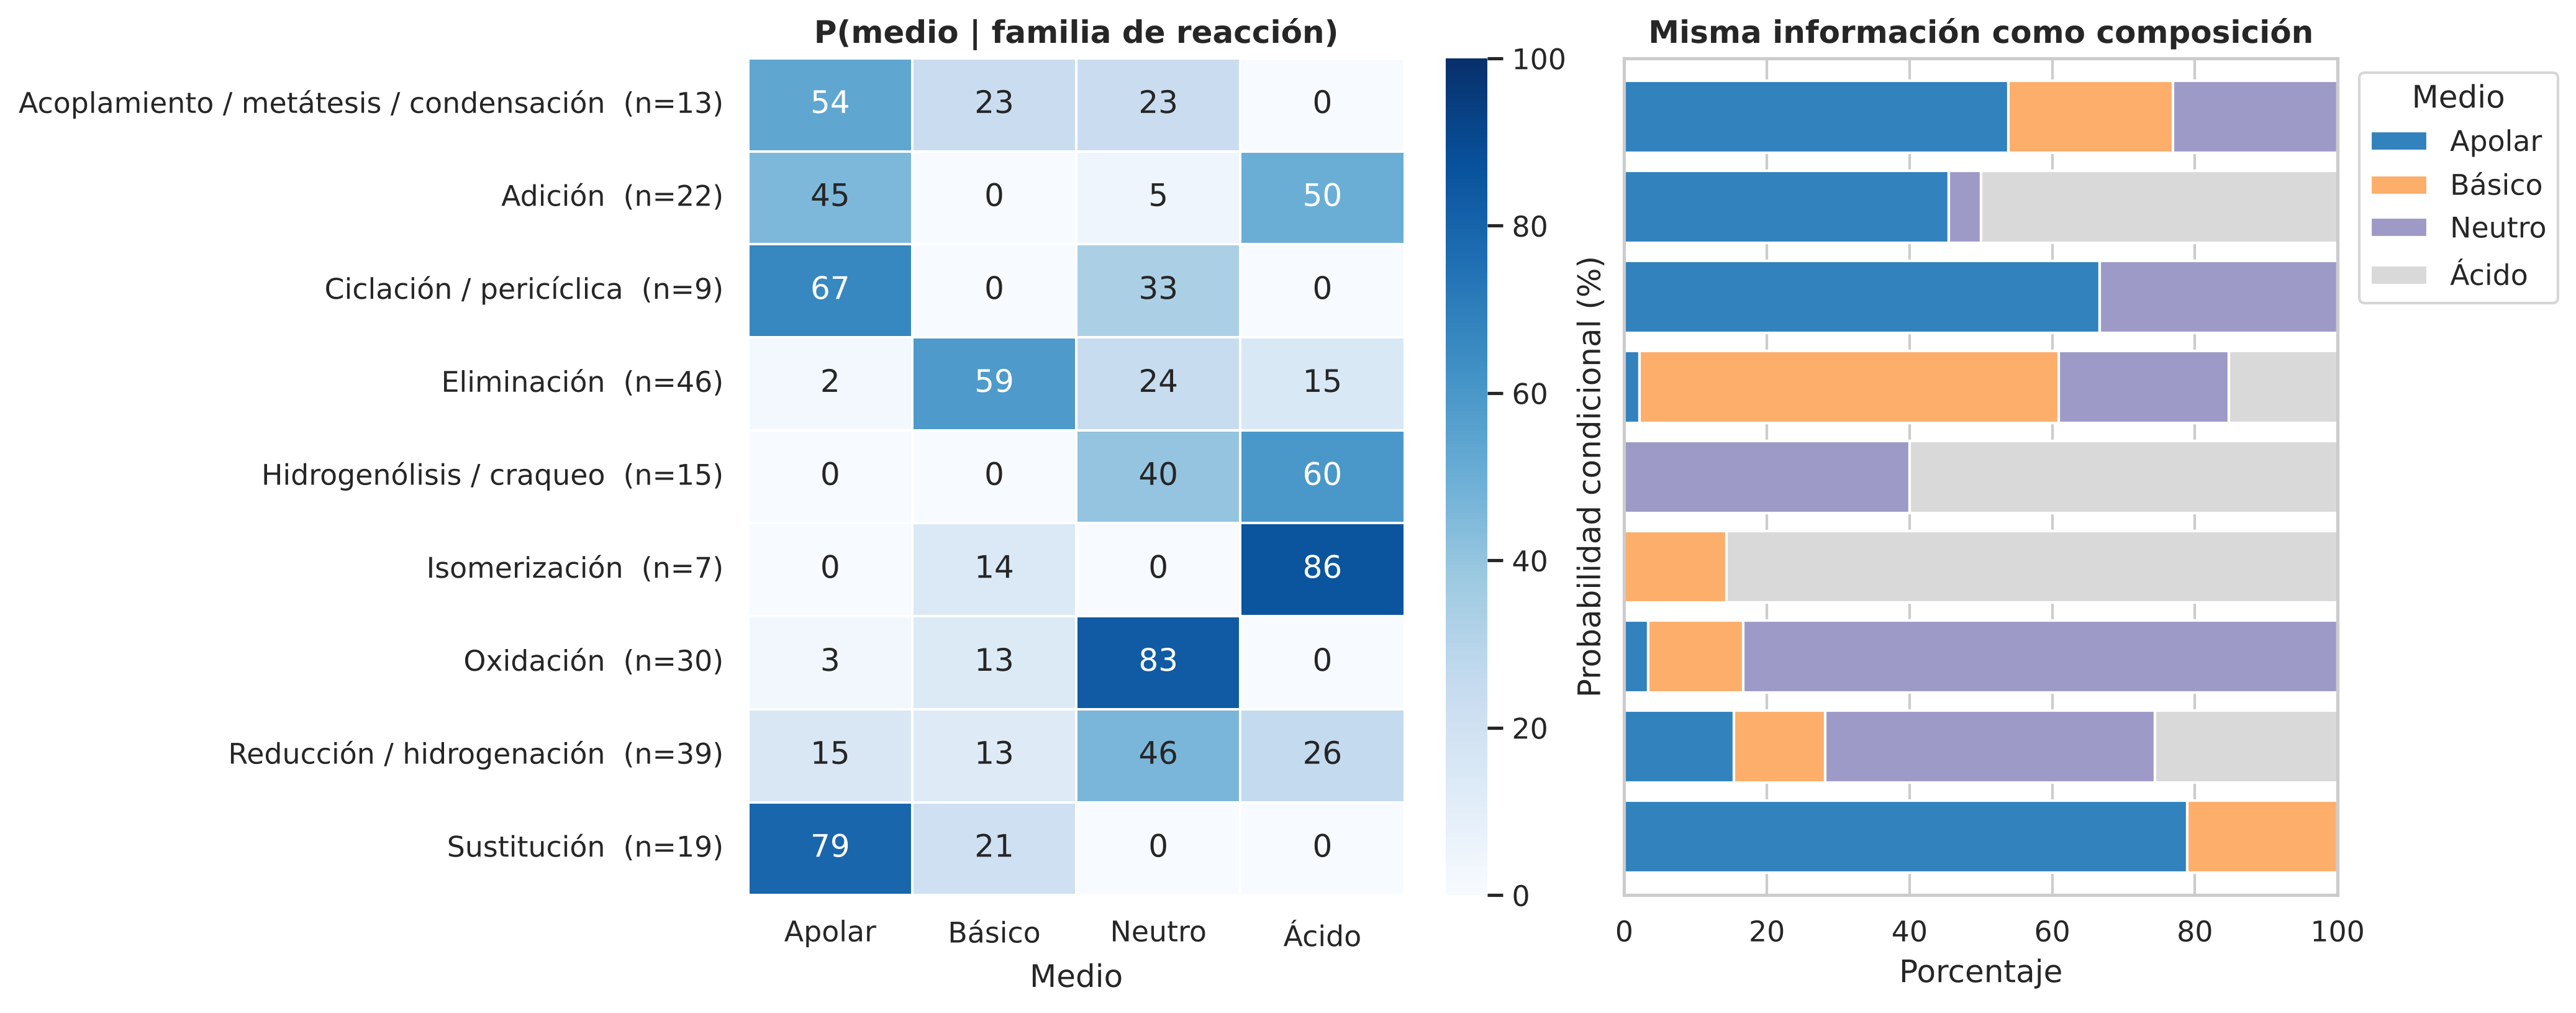 P(medio | familia de reacción)
Acoplamiento / metátesis / condensación (n=13) 54 23 23 0
Adición (n=22) 45 0 5 50
Ciclación / pericíclica (n=9) 67 0 33 0
Eliminación (n=46) 2 59 24 15
Hidrogenólisis / craqueo (n=15) 0 0 40 60
Isomerización (n=7) 0 14 0 86
Oxidación (n=30) 3 13 83 0
Reducción / hidrogenación (n=39) 15 13 46 26
Sustitución (n=19) 79 21 0 0
Apolar Básico Neutro Ácido
Medio
100
80
60
40
20
0
Probabilidad condicional (%)
Misma información como composición
0 20 40 60 80 100
Porcentaje
Medio
Apolar
Básico
Neutro
Ácido